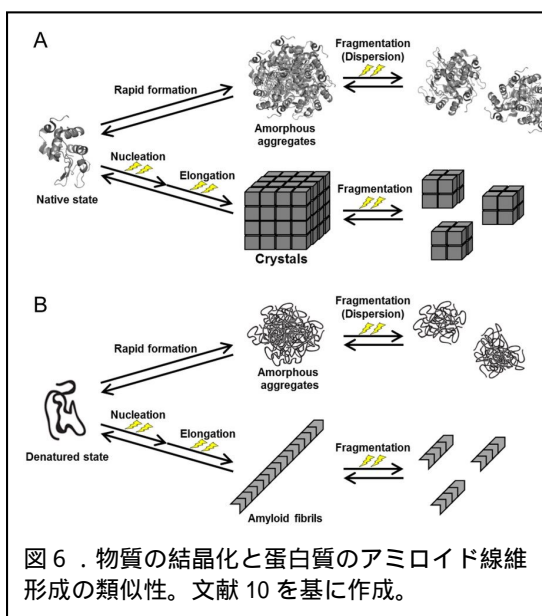 A
Fragmentation
(Dispersion)
Rapid formation
Amorphous
aggregates
Nucleation
Elongation
Fragmentation
Native state
Crystals
B
Fragmentation
(Dispersion)
Rapid formation
Amorphous
aggregates
Nucleation
Elongation
Fragmentation
Denatured state
Amyloid fibrils
図6．物質の結晶化と蛋白質のアミロイド線維
形成の類似性。文献10を基に作成。